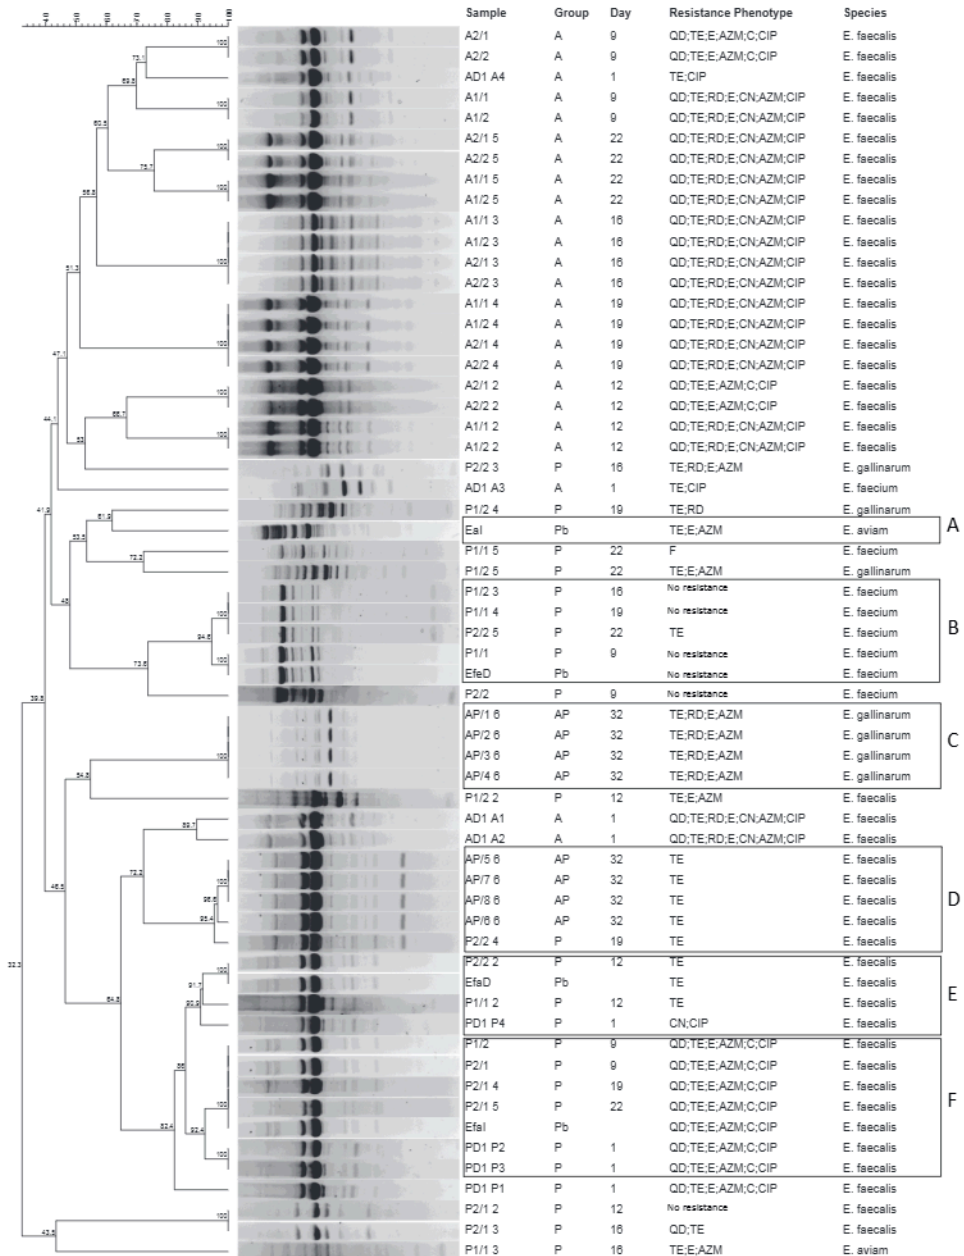 40 50 60 70 80 90 100
Sample Group Day Resistance Phenotype Species
A2/1 A 9 QD;TE;E;AZM;C;CIP E. faecalis
A2/2 A 9 QD;TE;E;AZM;C;CIP E. faecalis
AD1 A4 A 1 TE;CIP E. faecalis
A1/1 A 9 QD;TE;RD;E;CN;AZM;CIP E. faecalis
A1/2 A 9 QD;TE;RD;E;CN;AZM;CIP E. faecalis
A2/1 5 A 22 QD;TE;RD;E;CN;AZM;CIP E. faecalis
A2/2 5 A 22 QD;TE;RD;E;CN;AZM;CIP E. faecalis
A1/1 5 A 22 QD;TE;RD;E;CN;AZM;CIP E. faecalis
A1/2 5 A 22 QD;TE;RD;E;CN;AZM;CIP E. faecalis
A1/1 3 A 16 QD;TE;RD;E;CN;AZM;CIP E. faecalis
A1/2 3 A 16 QD;TE;RD;E;CN;AZM;CIP E. faecalis
A2/1 3 A 16 QD;TE;RD;E;CN;AZM;CIP E. faecalis
A2/2 3 A 16 QD;TE;RD;E;CN;AZM;CIP E. faecalis
A1/1 4 A 19 QD;TE;RD;E;CN;AZM;CIP E. faecalis
A1/2 4 A 19 QD;TE;RD;E;CN;AZM;CIP E. faecalis
A2/1 4 A 19 QD;TE;RD;E;CN;AZM;CIP E. faecalis
A2/2 4 A 19 QD;TE;RD;E;CN;AZM;CIP E. faecalis
A2/1 2 A 12 QD;TE;E;AZM;C;CIP E. faecalis
A2/2 2 A 12 QD;TE;E;AZM;C;CIP E. faecalis
A1/1 2 A 12 QD;TE;RD;E;CN;AZM;CIP E. faecalis
A1/2 2 A 12 QD;TE;RD;E;CN;AZM;CIP E. faecalis
P2/2 3 P 16 TE;RD;E;AZM E. gallinarum
AD1 A3 A 1 TE;CIP E. faecium
P1/2 4 P 19 TE;RD E. gallinarum
EaI Pb TE;E;AZM E. aviam A
P1/1 5 P 22 F E. faecium
P1/2 5 P 22 TE;E;AZM E. gallinarum
P1/2 3 P 16 No resistance E. faecium
P1/1 4 P 19 No resistance E. faecium
P2/2 5 P 22 TE E. faecium B
P1/1 P 9 No resistance E. faecium
EfeD Pb No resistance E. faecium
P2/2 P 9 No resistance E. faecium
AP/1 6 AP 32 TE;RD;E;AZM E. gallinarum
AP/2 6 AP 32 TE;RD;E;AZM E. gallinarum C
AP/3 6 AP 32 TE;RD;E;AZM E. gallinarum
AP/4 6 AP 32 TE;RD;E;AZM E. gallinarum
P1/2 2 P 12 TE;E;AZM E. faecalis
AD1 A1 A 1 QD;TE;RD;E;CN;AZM;CIP E. faecalis
AD1 A2 A 1 QD;TE;RD;E;CN;AZM;CIP E. faecalis
AP/5 6 AP 32 TE E. faecalis
AP/7 6 AP 32 TE E. faecalis
AP/8 6 AP 32 TE E. faecalis D
AP/6 6 AP 32 TE E. faecalis
P2/2 4 P 19 TE E. faecalis
P2/2 2 P 12 TE E. faecalis
EfaD Pb TE E. faecalis E
P1/1 2 P 12 TE E. faecalis
PD1 P4 P 1 CN;CIP E. faecalis
P1/2 P 9 QD;TE;E;AZM;C;CIP E. faecalis
P2/1 P 9 QD;TE;E;AZM;C;CIP E. faecalis
P2/1 4 P 19 QD;TE;E;AZM;C;CIP E. faecalis
P2/1 5 P 22 QD;TE;E;AZM;C;CIP E. faecalis F
EfaI Pb QD;TE;E;AZM;C;CIP E. faecalis
PD1 P2 P 1 QD;TE;E;AZM;C;CIP E. faecalis
PD1 P3 P 1 QD;TE;E;AZM;C;CIP E. faecalis
PD1 P1 P 1 QD;TE;E;AZM;C;CIP E. faecalis
P2/1 2 P 12 No resistance E. faecalis
P2/1 3 P 16 QD;TE E. faecalis
P1/1 3 P 16 TE;E;AZM E. aviam